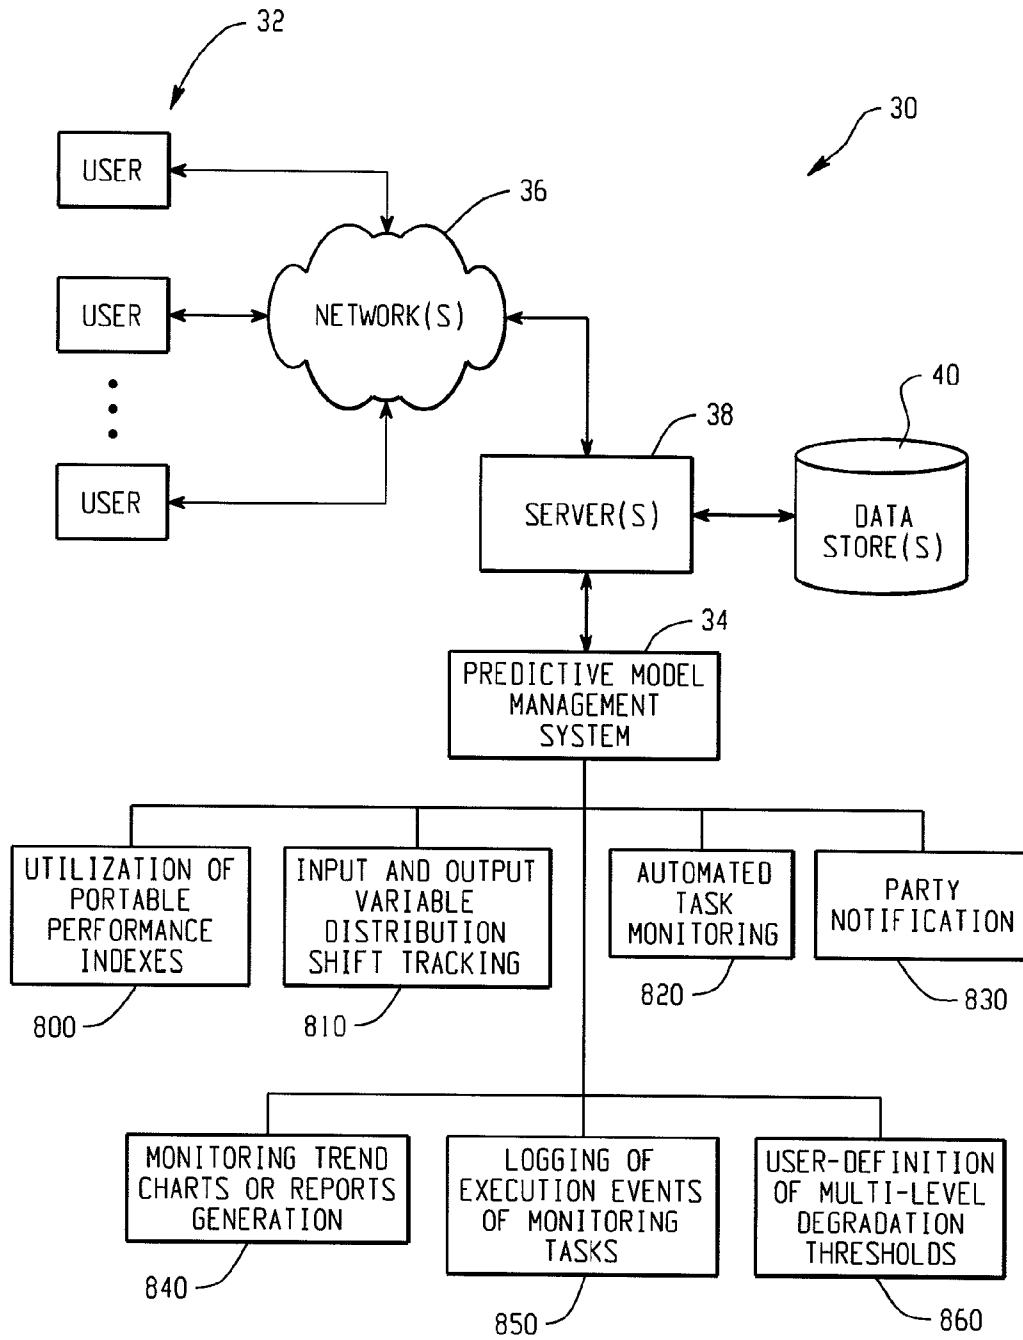 32
30
USER
36
USER
NETWORK(S)
40
38
USER
SERVER(S)
DATA
STORE(S)
34
PREDICTIVE MODEL
MANAGEMENT
SYSTEM
UTILIZATION OF
PORTABLE
PERFORMANCE
INDEXES
800
INPUT AND OUTPUT
VARIABLE
DISTRIBUTION
SHIFT TRACKING
810
AUTOMATED
TASK
MONITORING
820
PARTY
NOTIFICATION
830
MONITORING TREND
CHARTS OR REPORTS
GENERATION
840
LOGGING OF
EXECUTION EVENTS
OF MONITORING
TASKS
850
USER-DEFINITION
OF MULTI-LEVEL
DEGRADATION
THRESHOLDS
860